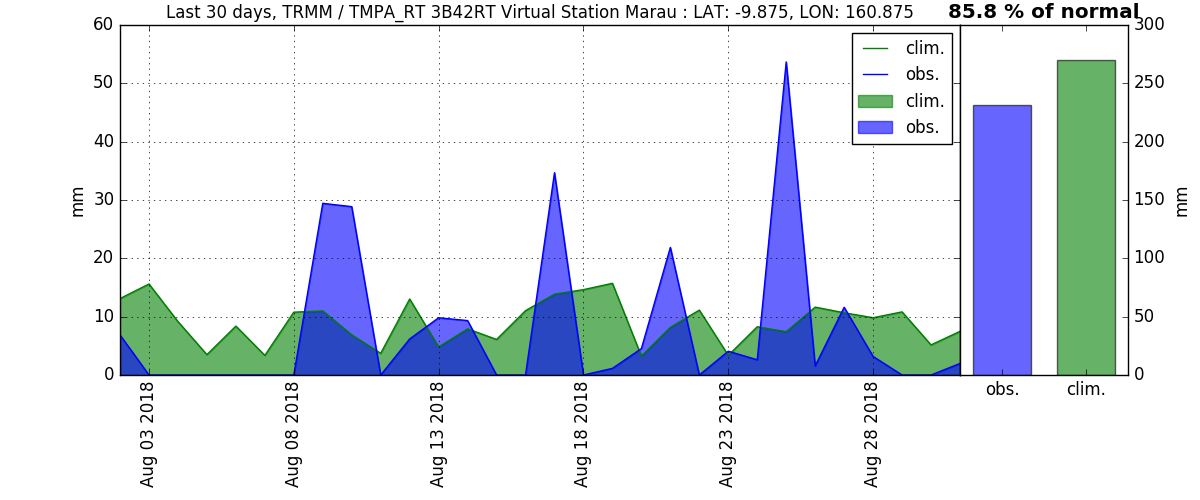 Last 30 days, TRMM / TMPA_RT 3B42RT Virtual Station Marau : LAT: -9.875, LON: 160.875
85.8 % of normal
clim.
obs.
clim.
obs.
60
50
40
30
20
10
0
mm
Aug 03 2018
Aug 08 2018
Aug 13 2018
Aug 18 2018
Aug 23 2018
Aug 28 2018
300
250
200
150
100
50
0
mm
obs.
clim.